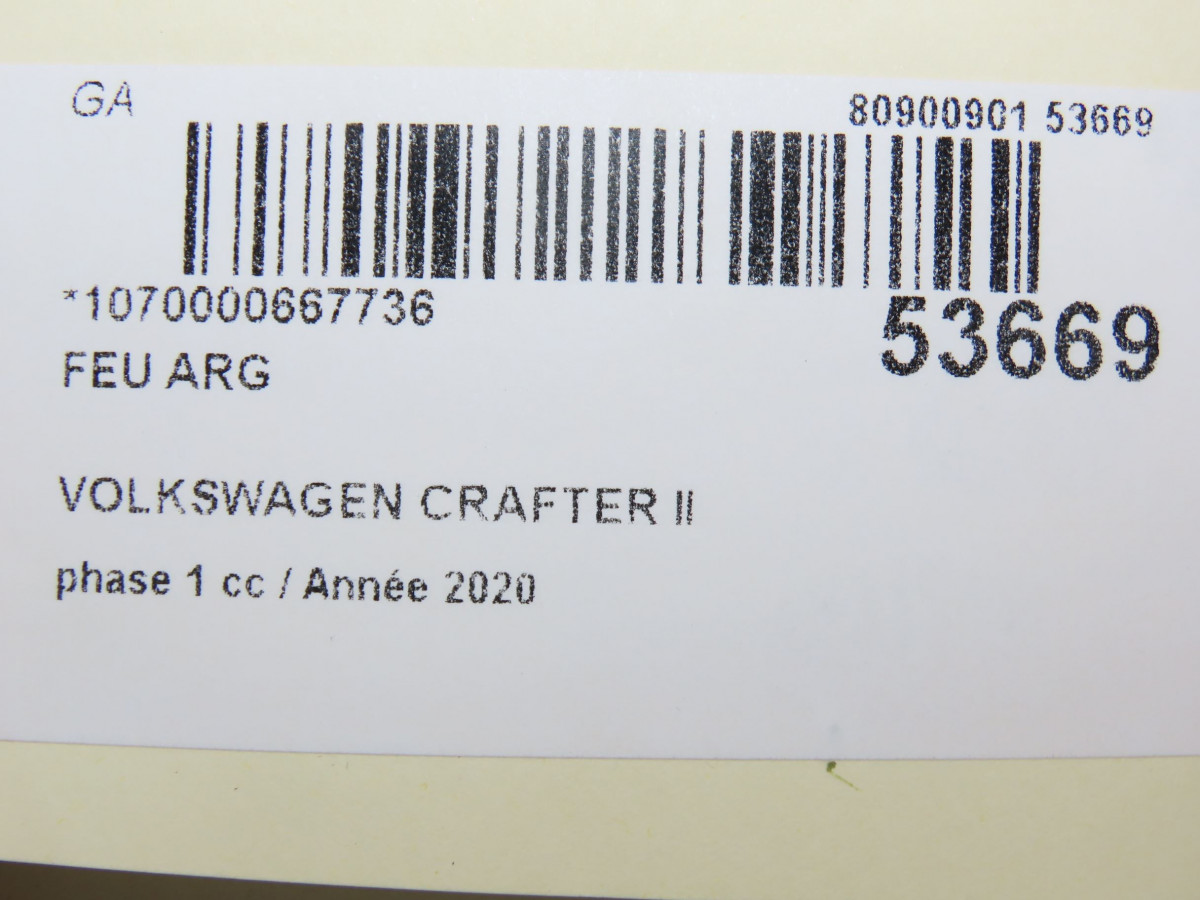 GA
80900901 53669
*1070000667736
53669
FEU ARG
VOLKSWAGEN CRAFTER II
phase 1 cc / Année 2020